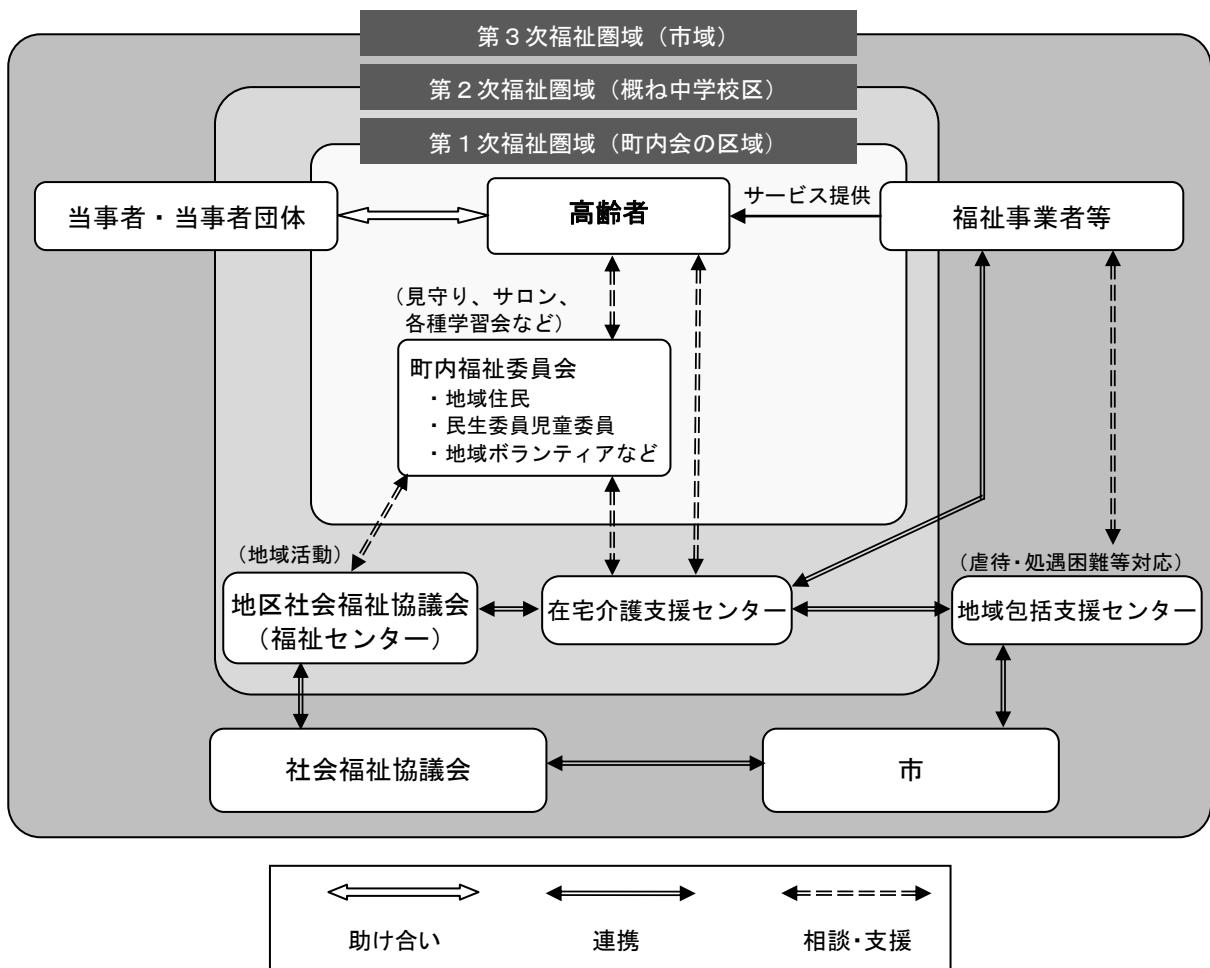 第３次福祉圏域（市域）
第２次福祉圏域（概ね中学校区）
第１次福祉圏域（町内会の区域）
当事者・当事者団体
高齢者
サービス提供
福祉事業者等
（見守り、サロン、
各種学習会など）
町内福祉委員会
・地域住民
・民生委員児童委員
・地域ボランティアなど
（地域活動）
地区社会福祉協議会
（福祉センター）
在宅介護支援センター
（虐待・処遇困難等対応）
地域包括支援センター
社会福祉協議会
市
助け合い
連携
相談・支援